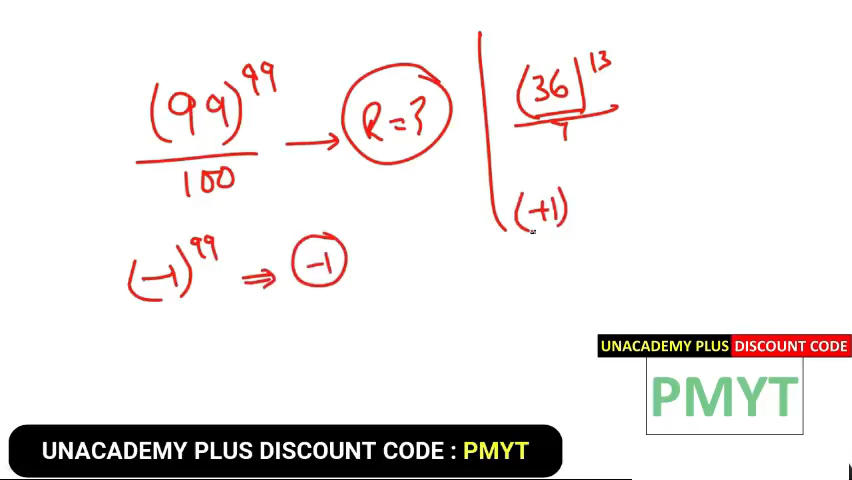 (99)^99 / 100 → R = ?
(-1)^99 ⇒ -1
(36)^13 / 7
(+1)
UNACADEMY PLUS DISCOUNT CODE
PMYT
UNACADEMY PLUS DISCOUNT CODE : PMYT